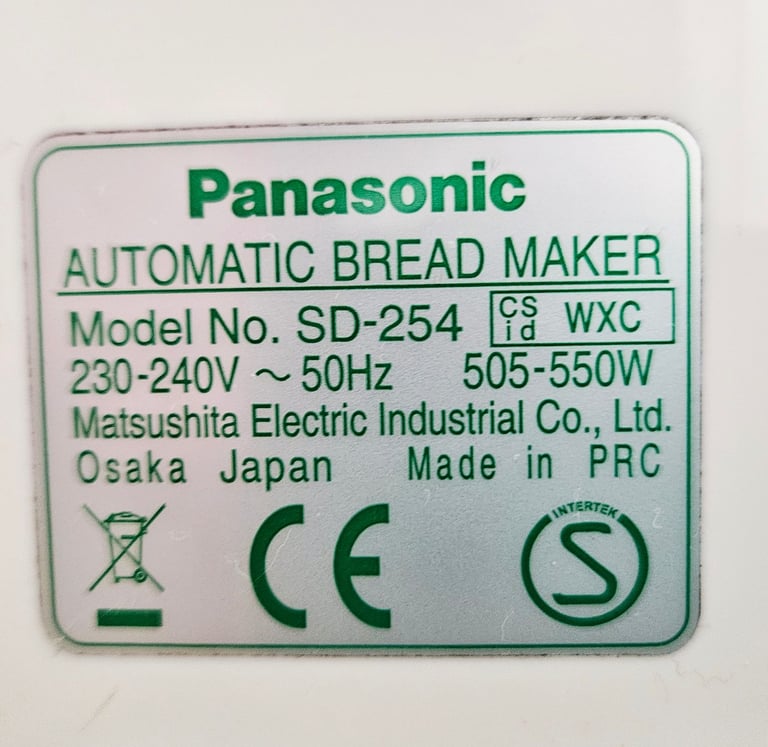 Panasonic
AUTOMATIC BREAD MAKER
Model No. SD-254 CS id WXC
230-240V ~ 50Hz 505-550W
Matsushita Electric Industrial Co., Ltd.
Osaka Japan Made in PRC
CE INTERTEK S